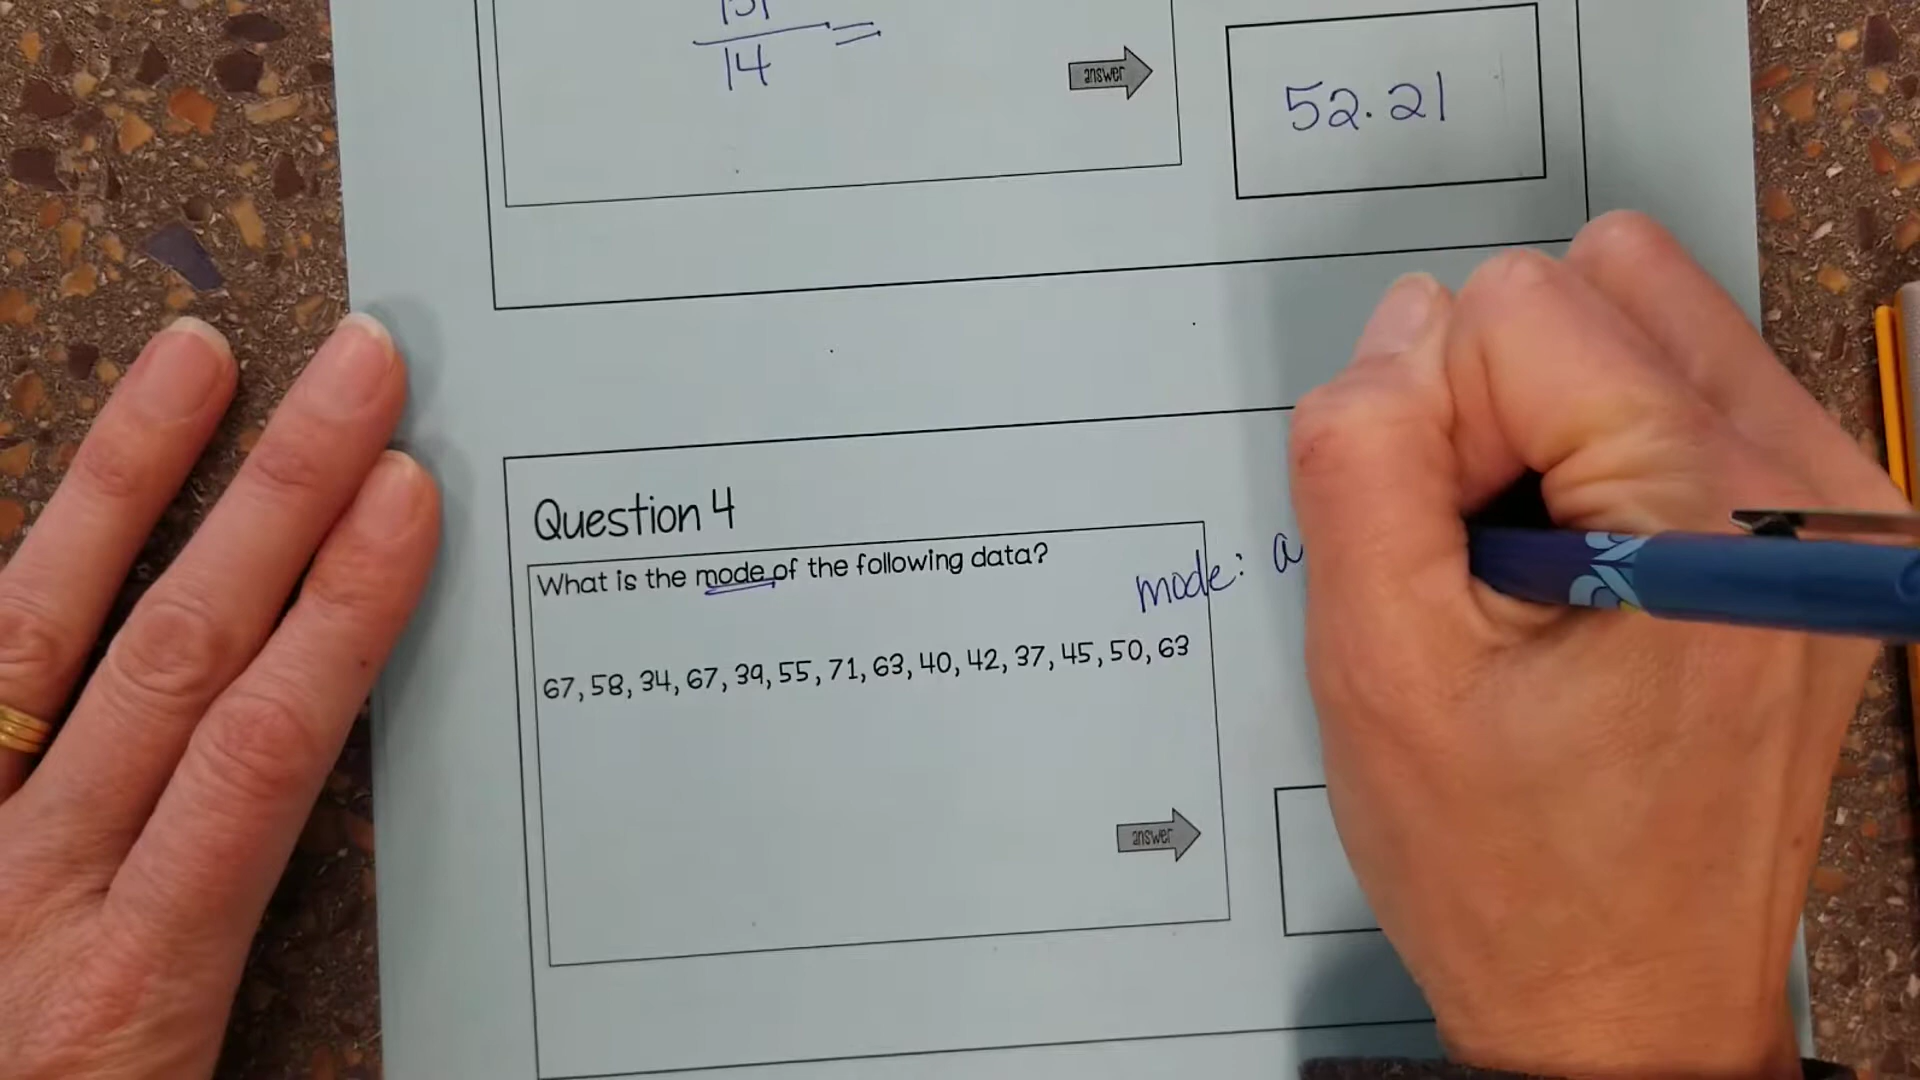 14 =
answer
52.21
Question 4
What is the mode of the following data?
mode: a
67, 58, 34, 67, 39, 55, 71, 63, 40, 42, 37, 45, 50, 63
answer